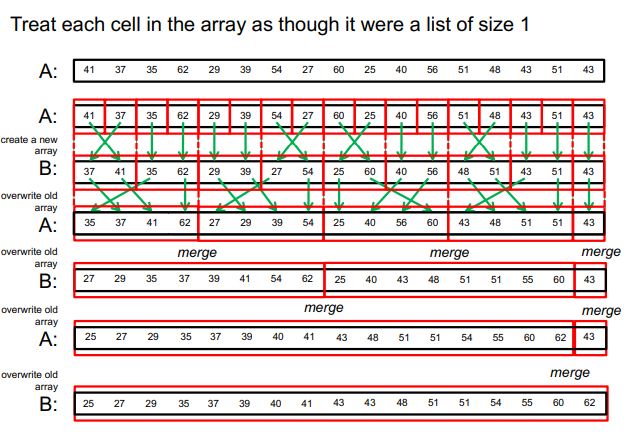 Treat each cell in the array as though it were a list of size 1
A: 41 37 35 62 29 39 54 27 60 25 40 56 51 48 43 51 43
A: 41 37 35 62 29 39 54 27 60 25 40 56 51 48 43 51 43
create a new
array
B: 37 41 35 62 29 39 27 54 25 60 40 56 48 51 43 51 43
overwrite old
array
A: 35 37 41 62 27 29 39 54 25 40 56 60 43 48 51 51 43
overwrite old
array
merge merge merge
B: 27 29 35 37 39 41 54 62 25 40 43 48 51 51 55 60 43
overwrite old
array
merge merge
A: 25 27 29 35 37 39 40 41 43 48 51 51 54 55 60 62 43
overwrite old
array
merge
B: 25 27 29 35 37 39 40 41 43 43 48 51 51 54 55 60 62